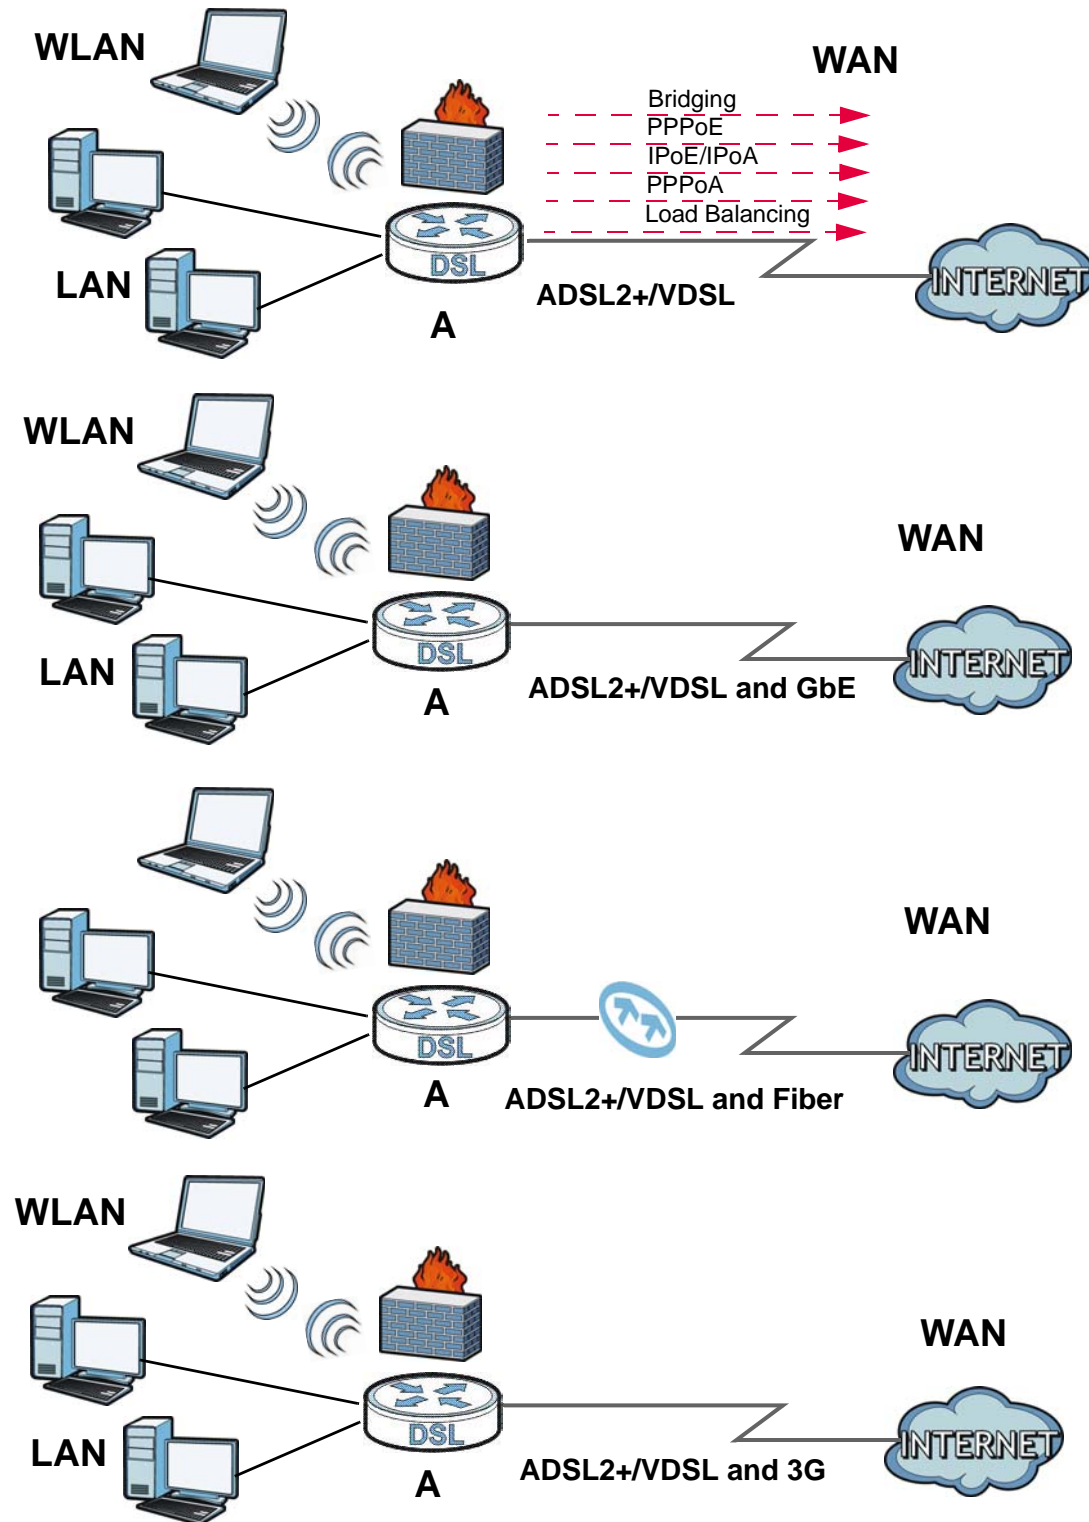 WLAN
WAN
Bridging
PPPoE
IPoE/IPoA
PPPoA
Load Balancing
LAN
DSL
INTERNET
ADSL2+/VDSL
A
WLAN
WAN
LAN
DSL
INTERNET
ADSL2+/VDSL and GbE
A
WAN
DSL
INTERNET
A
ADSL2+/VDSL and Fiber
WLAN
WAN
LAN
DSL
INTERNET
ADSL2+/VDSL and 3G
A